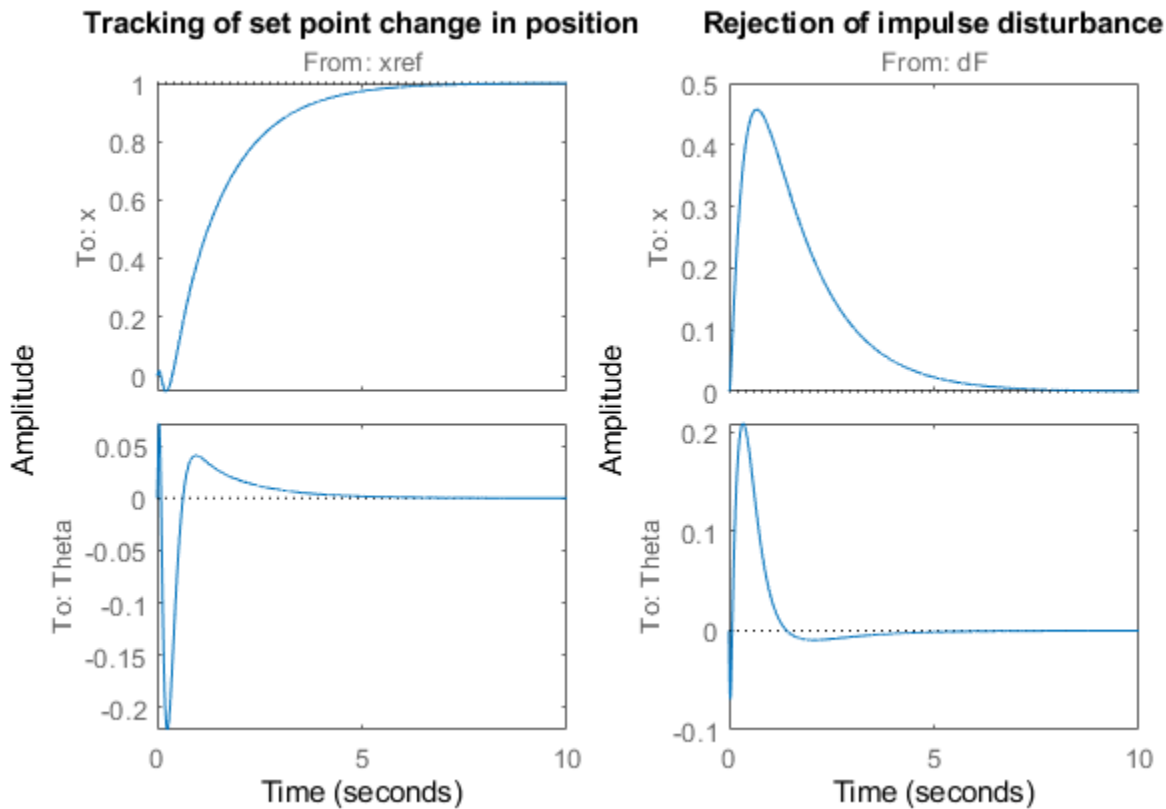 Tracking of set point change in position
From: xref
To: x
1
0.8
0.6
0.4
0.2
0
Amplitude
To: Theta
0.05
0
-0.05
-0.1
-0.15
-0.2
0
5
10
Time (seconds)
Rejection of impulse disturbance
From: dF
To: x
0.5
0.4
0.3
0.2
0.1
0
Amplitude
To: Theta
0.2
0.1
0
-0.1
0
5
10
Time (seconds)